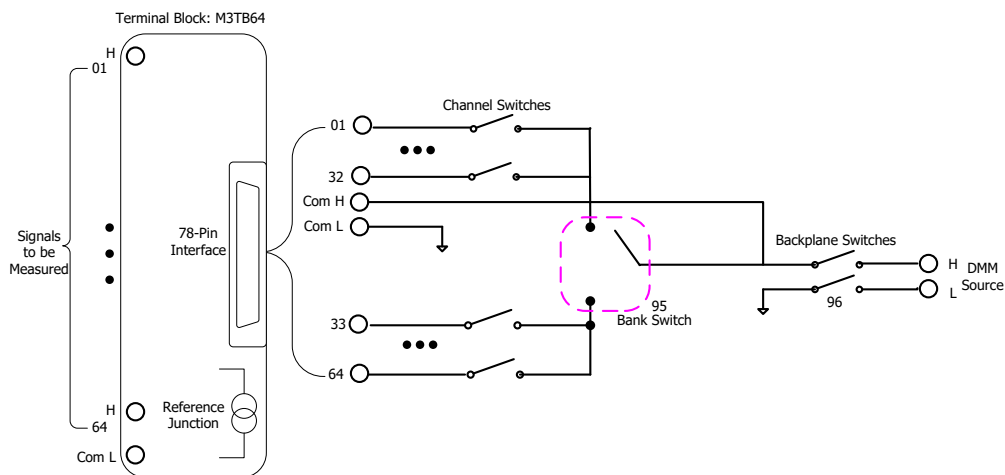 Terminal Block: M3TB64
H
01
Signals
to be
Measured
78-Pin
Interface
H
64
Com L
Reference
Junction
Channel Switches
01
32
Com H
Com L
33
64
95
Bank Switch
Backplane Switches
96
H
L
DMM
Source